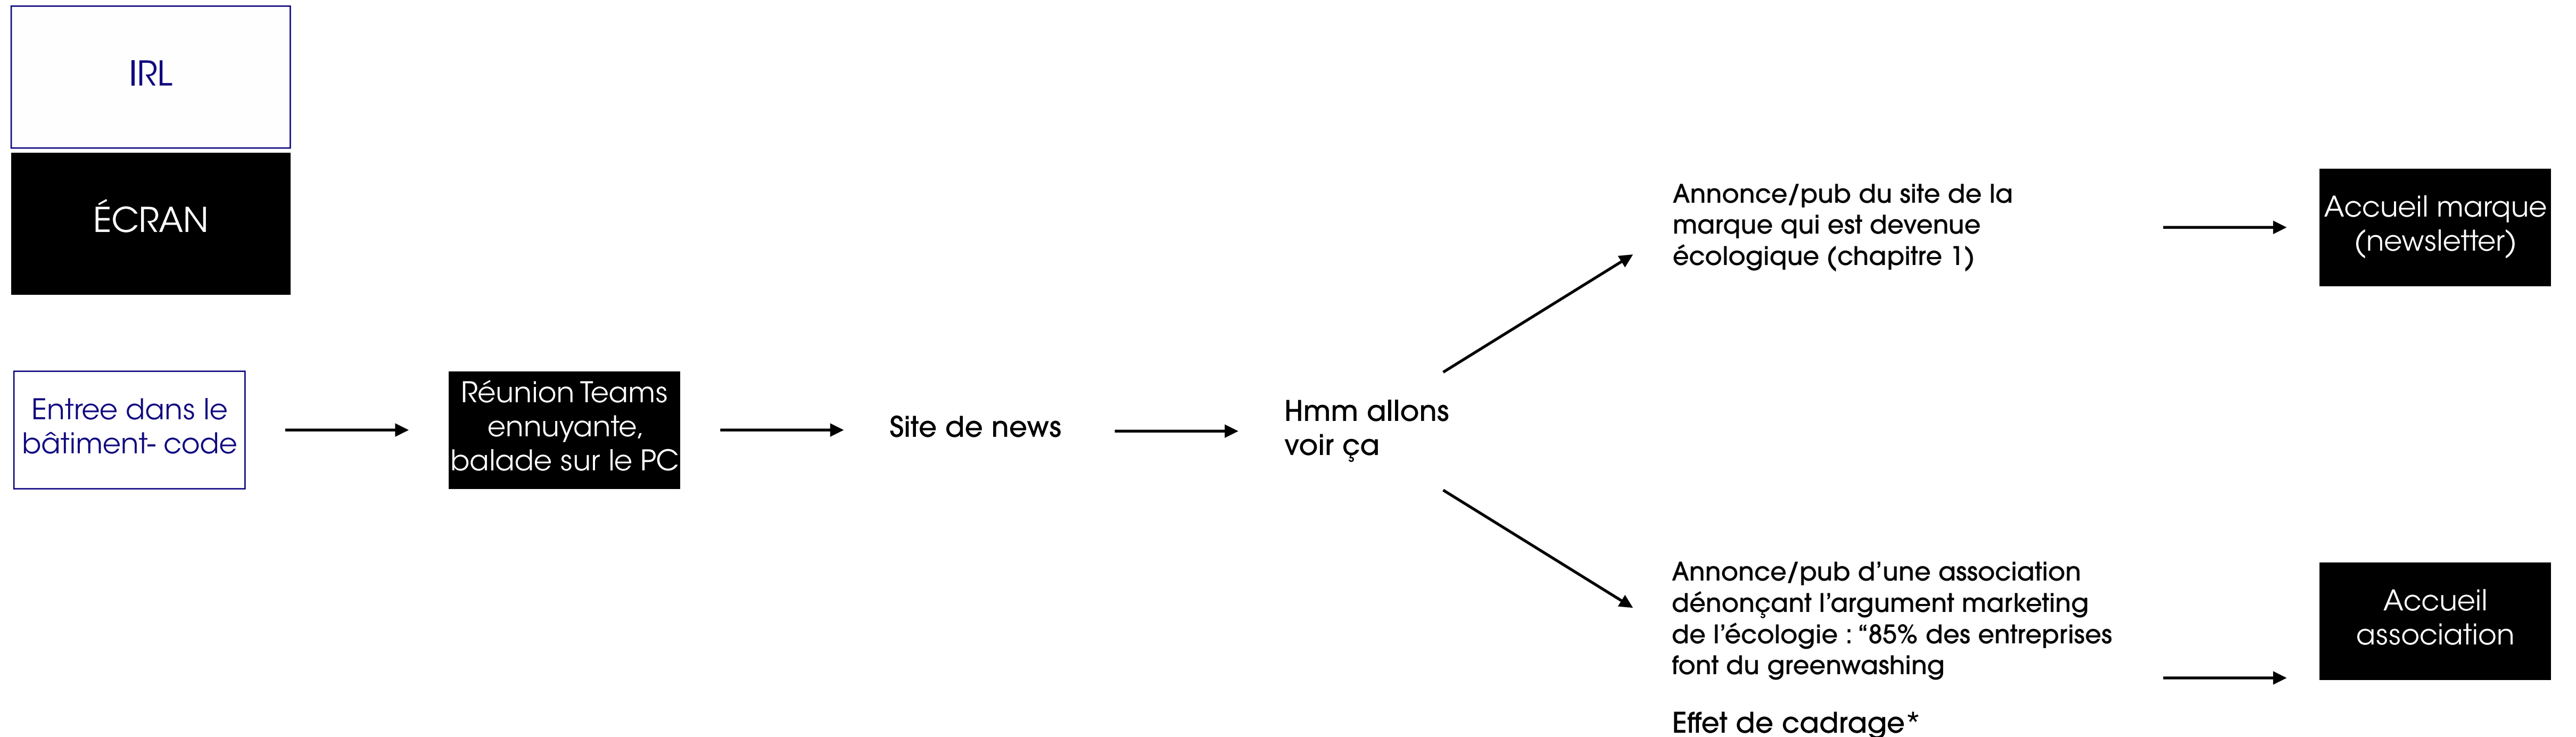 IRL
ÉCRAN
Annonce/pub du site de la
marque qui est devenue
écologique (chapitre 1)
Accueil marque
(newsletter)
Entree dans le
bâtiment- code
Réunion Teams
ennuyante,
balade sur le PC
Site de news
Hmm allons
voir ça
Annonce/pub d’une association
dénonçant l’argument marketing
de l’écologie : “85% des entreprises
font du greenwashing
Effet de cadrage*
Accueil
association